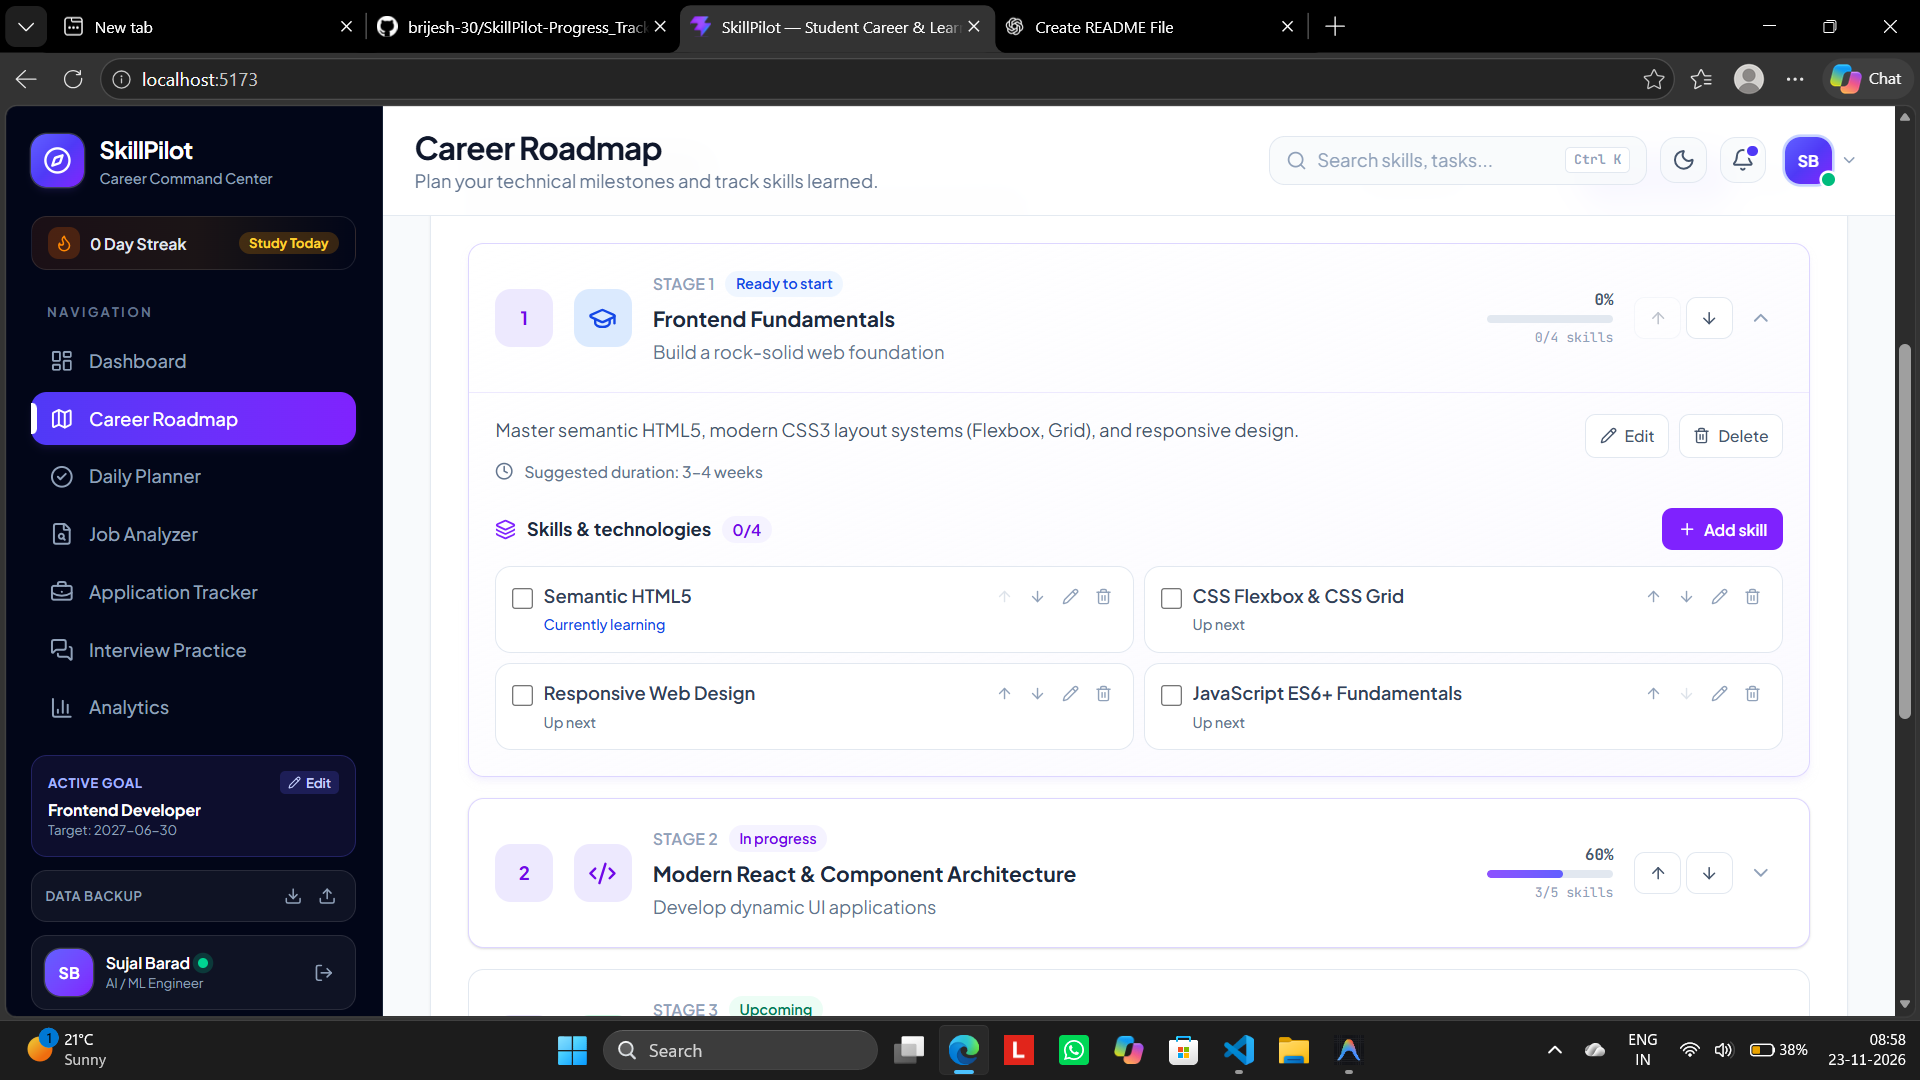 New tab
brijesh-30/SkillPilot-Progress_Trac
SkillPilot — Student Career & Lear
Create README File
localhost:5173
Chat
SkillPilot
Career Command Center
0 Day Streak
Study Today
NAVIGATION
Dashboard
Career Roadmap
Daily Planner
Job Analyzer
Application Tracker
Interview Practice
Analytics
ACTIVE GOAL
Edit
Frontend Developer
Target: 2027-06-30
DATA BACKUP
SB
Sujal Barad
AI / ML Engineer
Career Roadmap
Plan your technical milestones and track skills learned.
Search skills, tasks...
Ctrl K
SB
1
STAGE 1
Ready to start
Frontend Fundamentals
Build a rock-solid web foundation
0%
0/4 skills
Master semantic HTML5, modern CSS3 layout systems (Flexbox, Grid), and responsive design.
Suggested duration: 3-4 weeks
Edit
Delete
Skills & technologies
0/4
+ Add skill
Semantic HTML5
Currently learning
CSS Flexbox & CSS Grid
Up next
Responsive Web Design
Up next
JavaScript ES6+ Fundamentals
Up next
2
STAGE 2
In progress
Modern React & Component Architecture
Develop dynamic UI applications
60%
3/5 skills
STAGE 3
Upcoming
1
21°C
Sunny
Search
L
ENG
IN
38%
08:58
23-11-2026